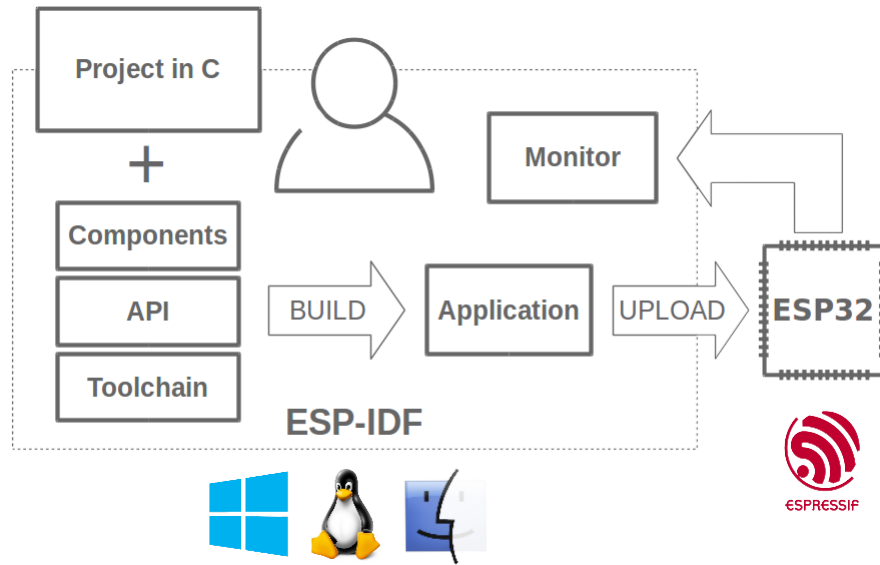 Project in C
+
Components
API
Toolchain
BUILD
Application
UPLOAD
Monitor
ESP32
ESP-IDF
ESPRESSIF